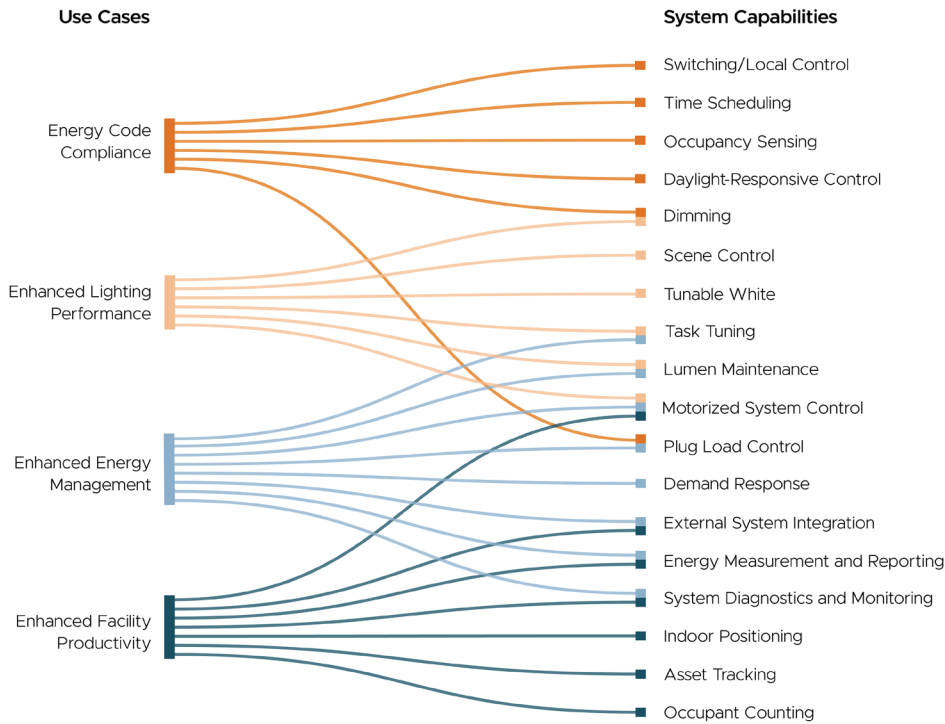 Use Cases
System Capabilities
Energy Code
Compliance
Enhanced Lighting
Performance
Enhanced Energy
Management
Enhanced Facility
Productivity
Switching/Local Control
Time Scheduling
Occupancy Sensing
Daylight-Responsive Control
Dimming
Scene Control
Tunable White
Task Tuning
Lumen Maintenance
Motorized System Control
Plug Load Control
Demand Response
External System Integration
Energy Measurement and Reporting
System Diagnostics and Monitoring
Indoor Positioning
Asset Tracking
Occupant Counting